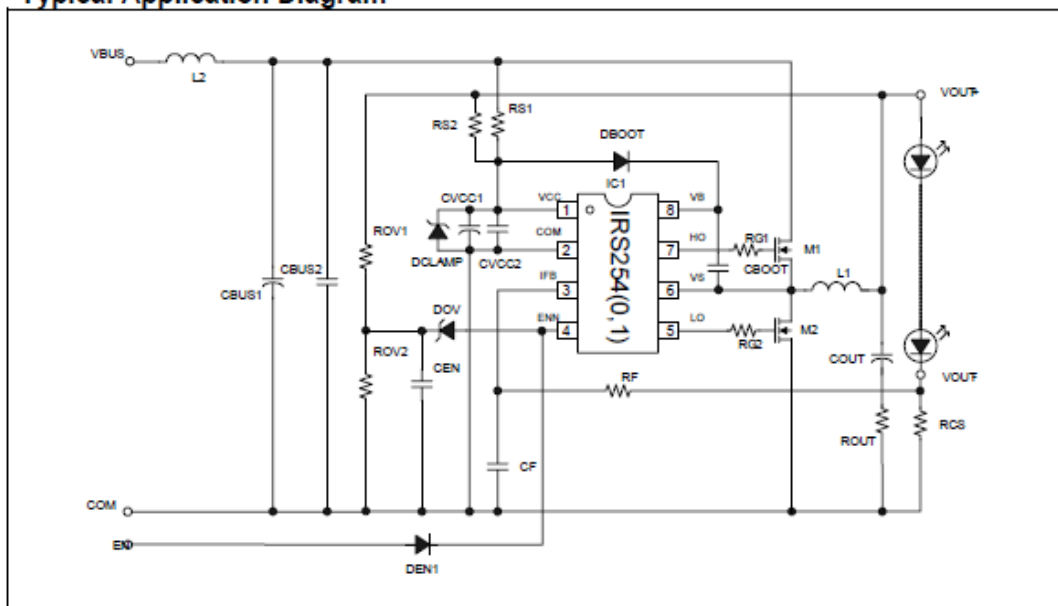 Typical Application Diagram
VBUS
L2
RS1
RS2
VOUT+
DBOOT
IC1
CVCC1
VCC
1
8
VB
ROV1
COM
2
7
HO
RG1
M1
DCLAMP
CVCC2
CBOOT
L1
CBUS2
IRS254(0,1)
IFB
3
6
VS
CBUS1
DOV
ENN
4
5
LO
M2
ROV2
RG2
CEN
COUT
RF
VOUT-
ROUT
RCS
CF
COM
EN
DEN1